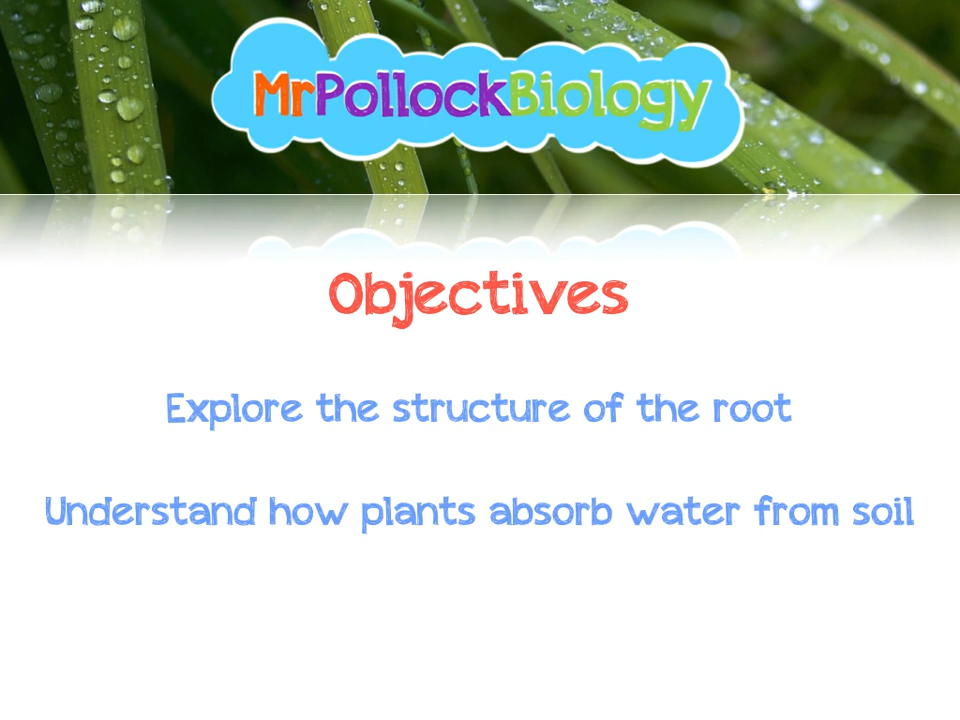 MrPollockBiology
Objectives
Explore the structure of the root
Understand how plants absorb water from soil